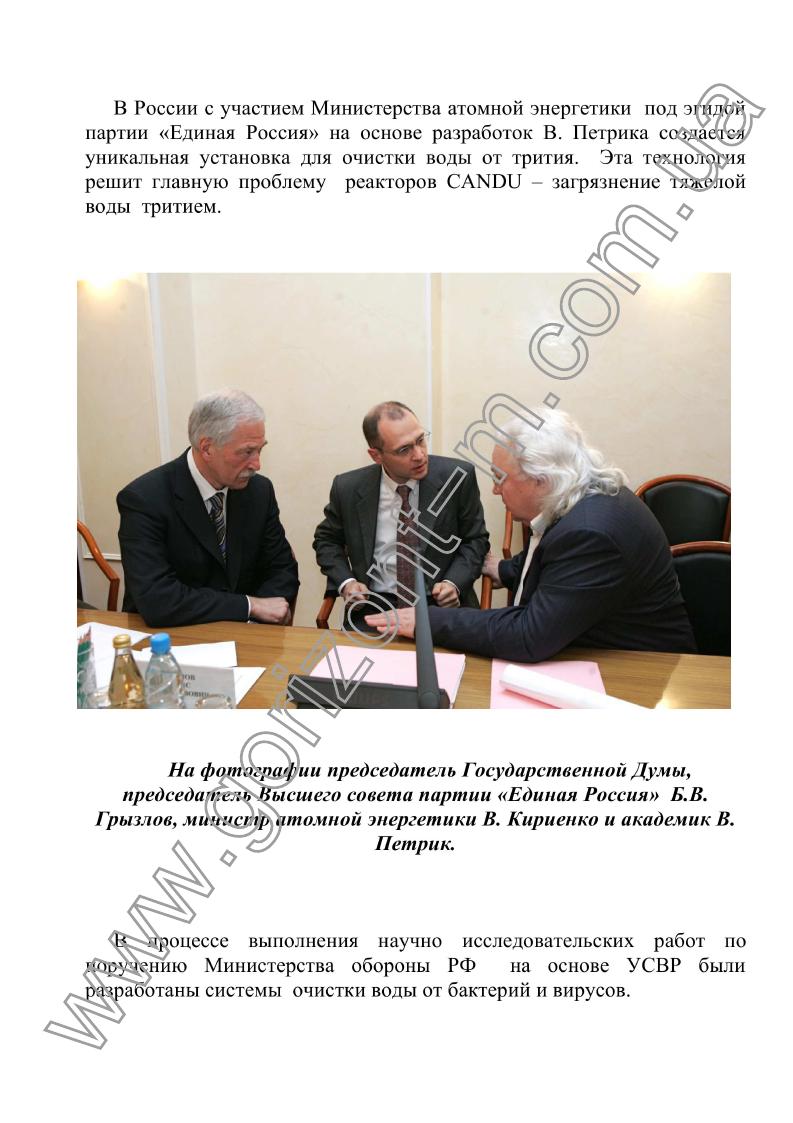 В России с участием Министерства атомной энергетики под эгидой
партии «Единая Россия» на основе разработок В. Петрика создается
уникальная установка для очистки воды от трития. Эта технология
решит главную проблему реакторов CANDU – загрязнение тяжелой
воды тритием.
На фотографии председатель Государственной Думы,
председатель Высшего совета партии «Единая Россия» Б.В.
Грызлов, министр атомной энергетики В. Кириенко и академик В.
Петрик.
В процессе выполнения научно исследовательских работ по
поручению Министерства обороны РФ на основе УСВР были
разработаны системы очистки воды от бактерий и вирусов.
www.gorizont-m.com.ua